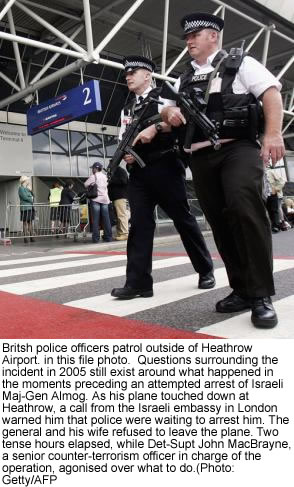 2
BRITISH AIRWAYS
Welcome to
Terminal
POLICE
Britsh police officers patrol outside of Heathrow
Airport. in this file photo.  Questions surrounding the
incident in 2005 still exist around what happened in
the moments preceding an attempted arrest of Israeli
Maj-Gen Almog. As his plane touched down at
Heathrow, a call from the Israeli embassy in London
warned him that police were waiting to arrest him. The
general and his wife refused to leave the plane. Two
tense hours elapsed, while Det-Supt John MacBrayne,
a senior counter-terrorism officer in charge of the
operation, agonised over what to do.(Photo:
Getty/AFP